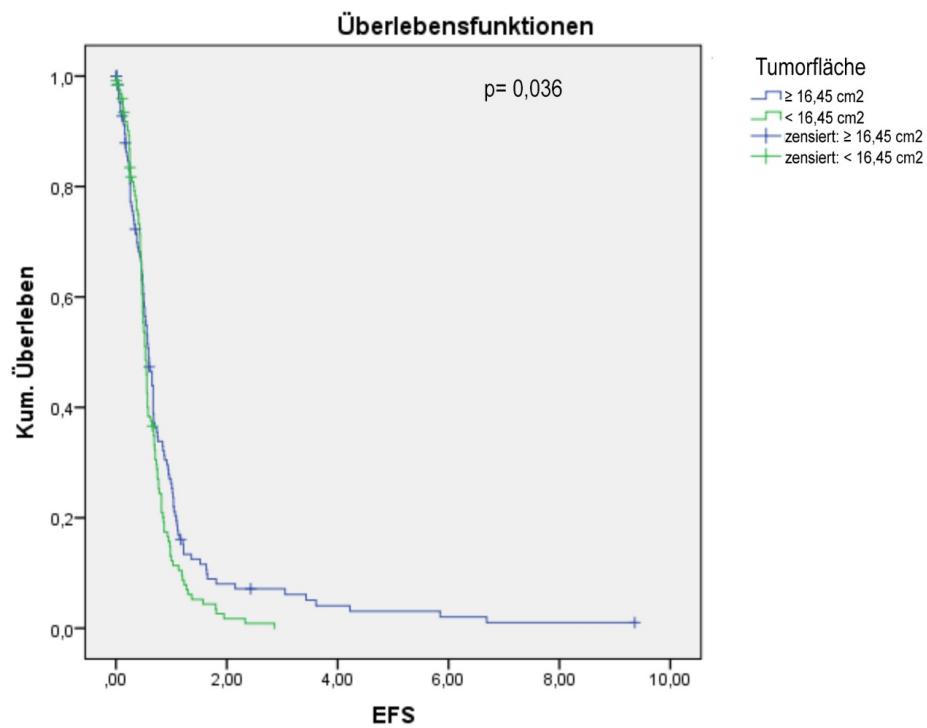 Überlebensfunktionen
p= 0,036
Tumorfläche
≥ 16,45 cm2
< 16,45 cm2
zensiert: ≥ 16,45 cm2
zensiert: < 16,45 cm2
Kum. Überleben
1,0
0,8
0,6
0,4
0,2
0,0
,00 2,00 4,00 6,00 8,00 10,00
EFS